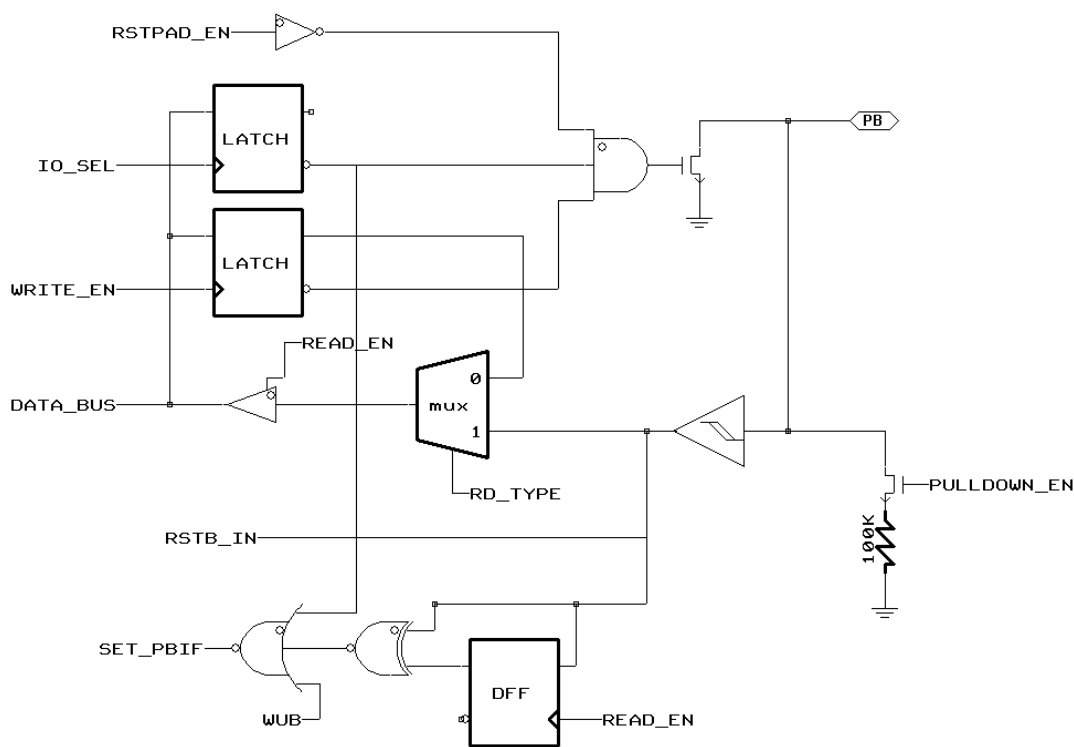 RSTPAD_EN
PB
LATCH
IO_SEL
LATCH
WRITE_EN
READ_EN
0
DATA_BUS
mux
1
PULLDOWN_EN
RD_TYPE
RSTB_IN
100K
SET_PBIF
DFF
WUB
READ_EN